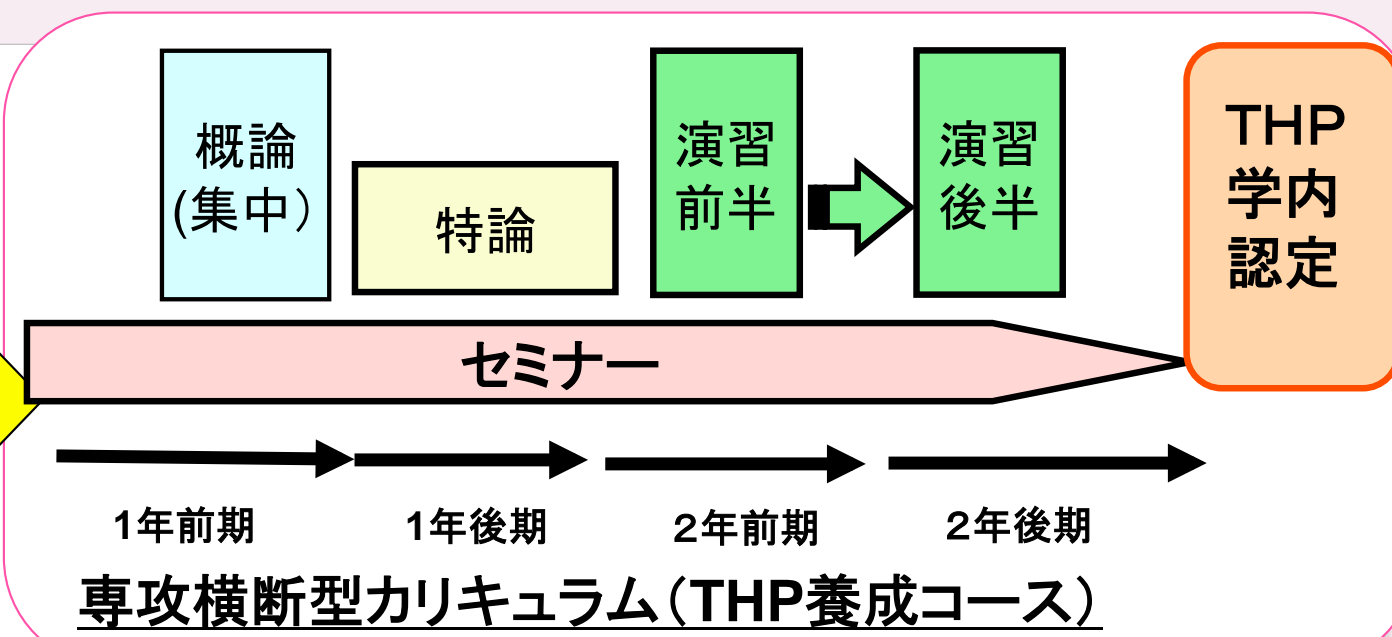 概論
(集中）
特論
演習
前半
演習
後半
ＴＨＰ
学内
認定
セミナー
1年前期
1年後期
２年前期
２年後期
専攻横断型カリキュラム（THP養成コース）